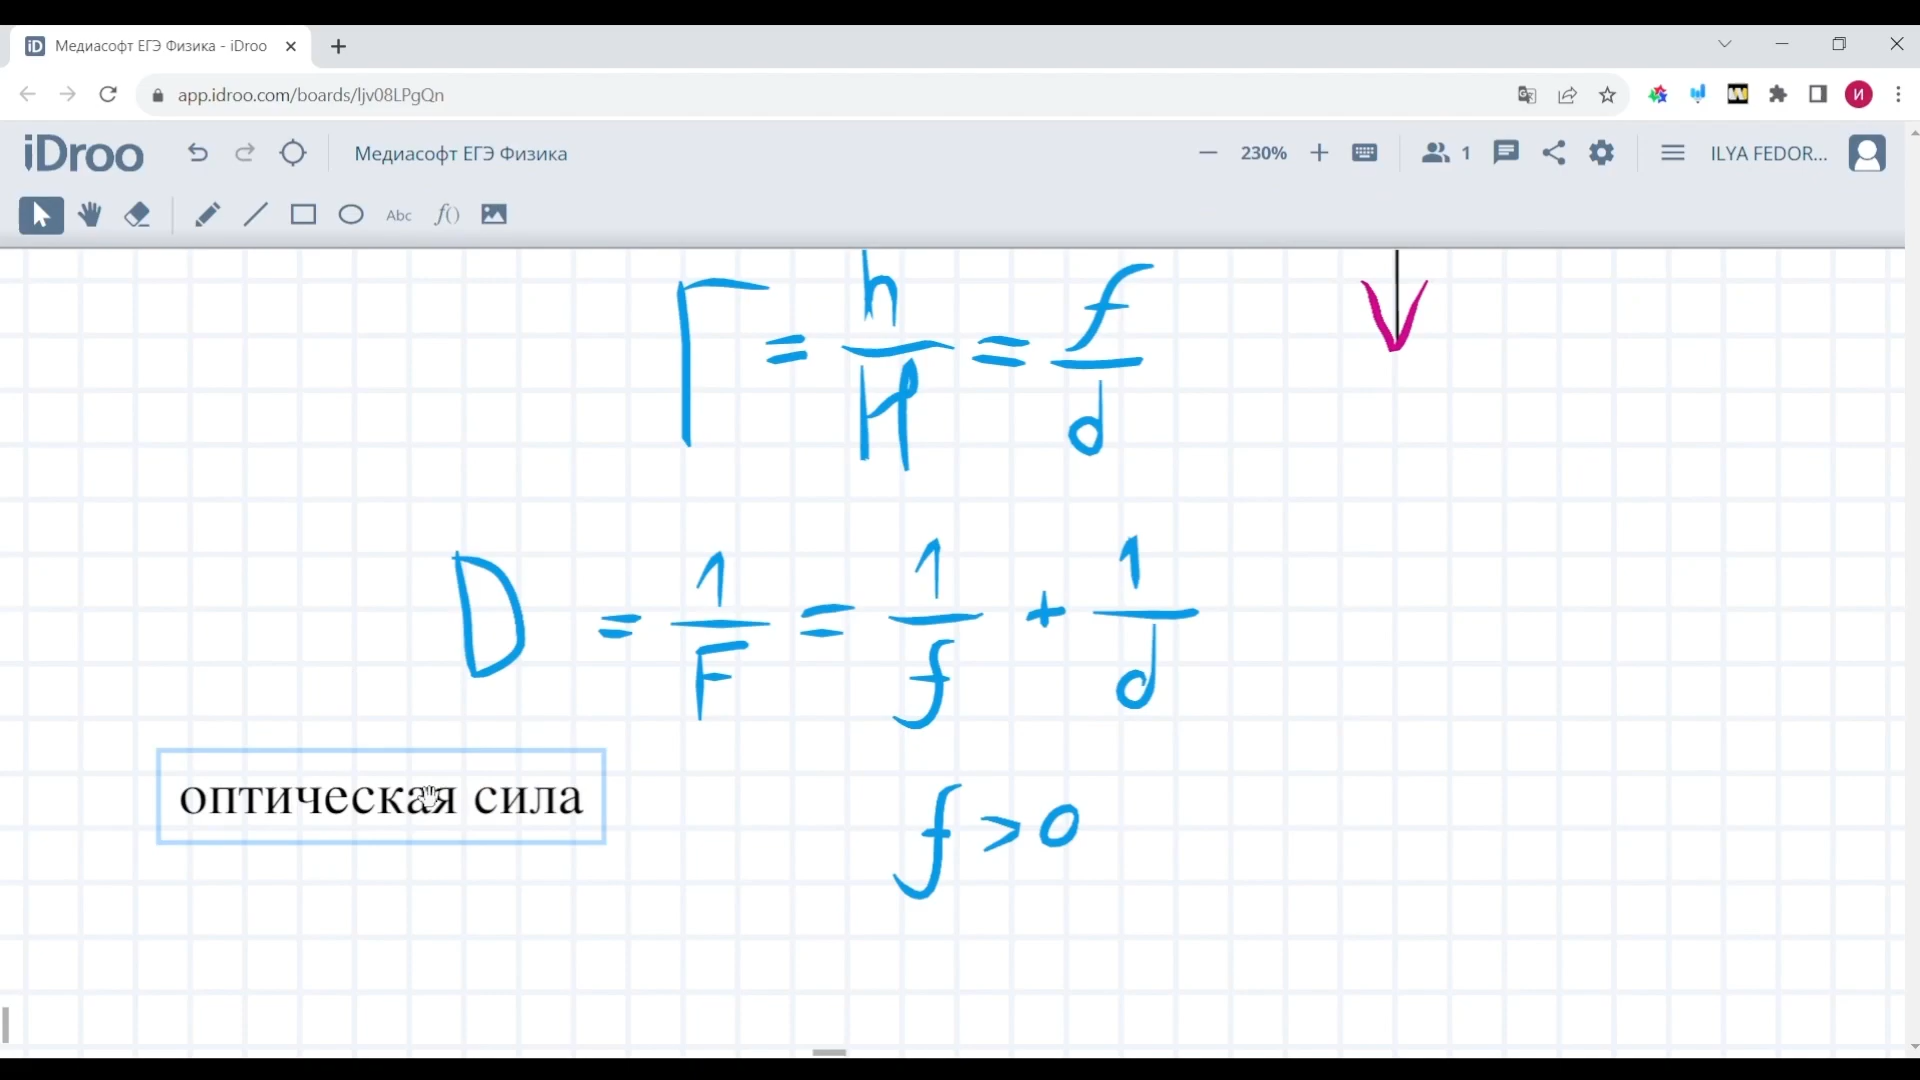 Медиасофт ЕГЭ Физика - iDroo
app.idroo.com/boards/ljv08LPgQn
И
iDroo
Медиасофт ЕГЭ Физика
230%
1
ILYA FEDOR...
Abc
f()
Γ = h/H = f/d
D = 1/F = 1/f + 1/d
оптическая сила
f > 0